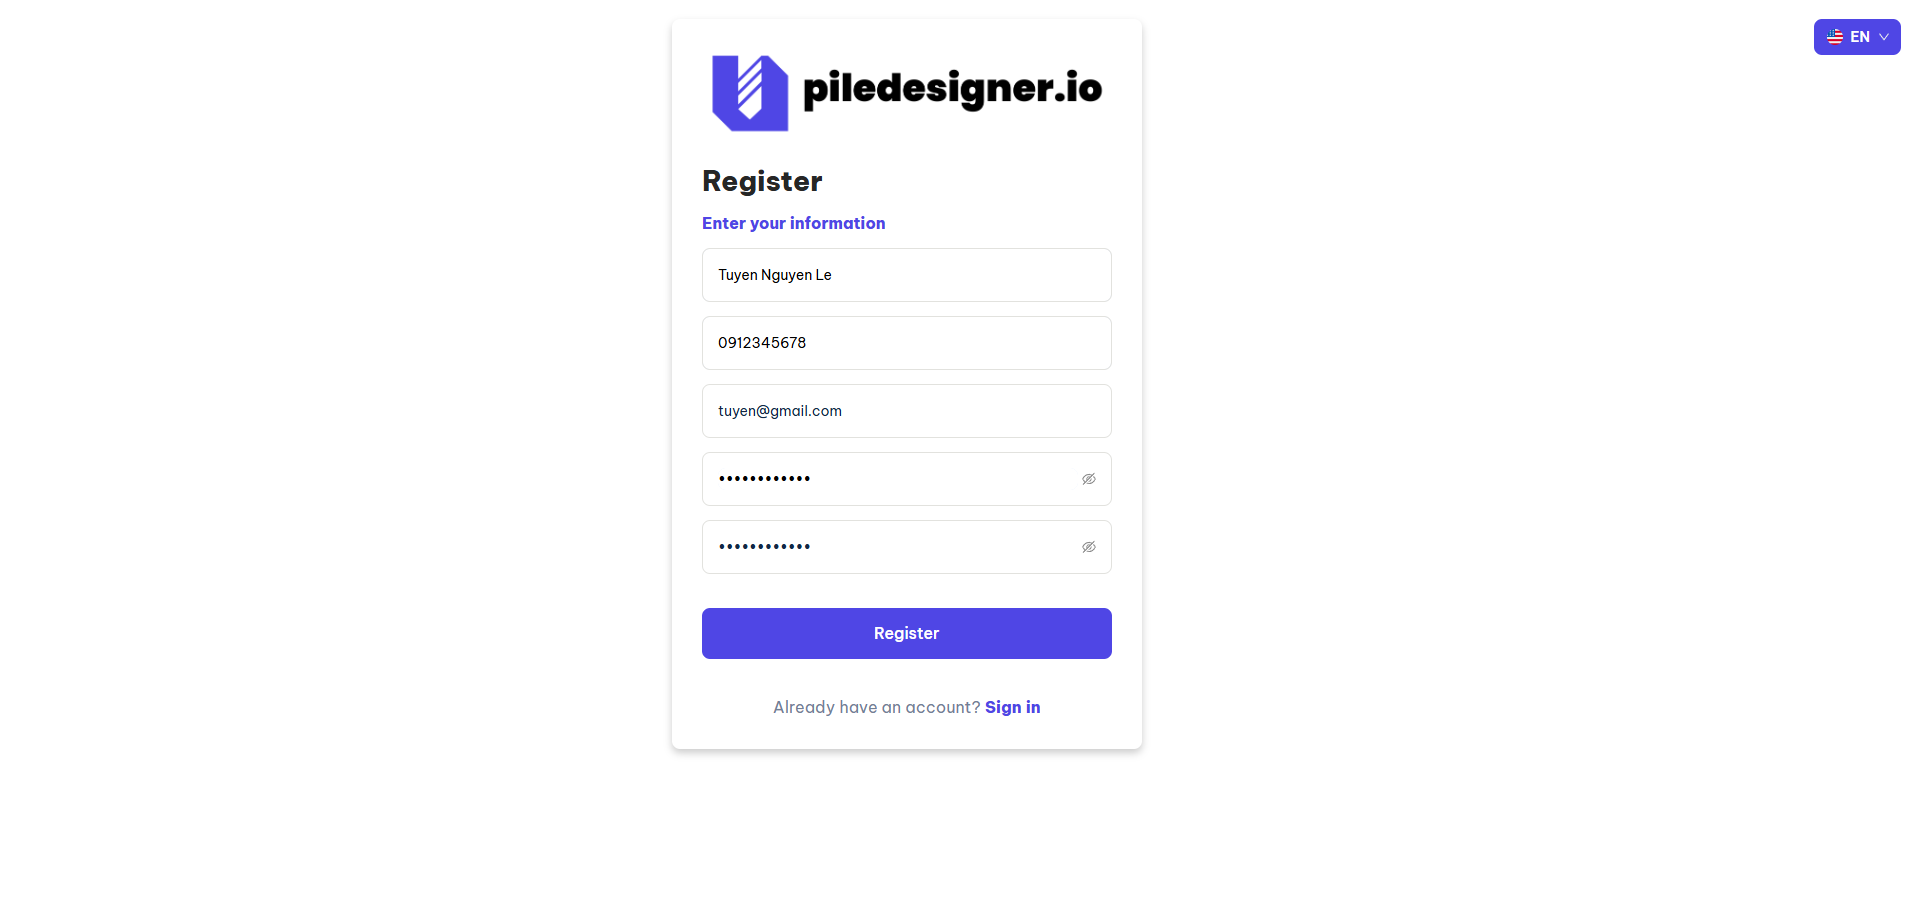 EN
piledesigner.io
Register
Enter your information
Tuyen Nguyen Le
0912345678
tuyen@gmail.com
••••••••••••
••••••••••••
Register
Already have an account? Sign in